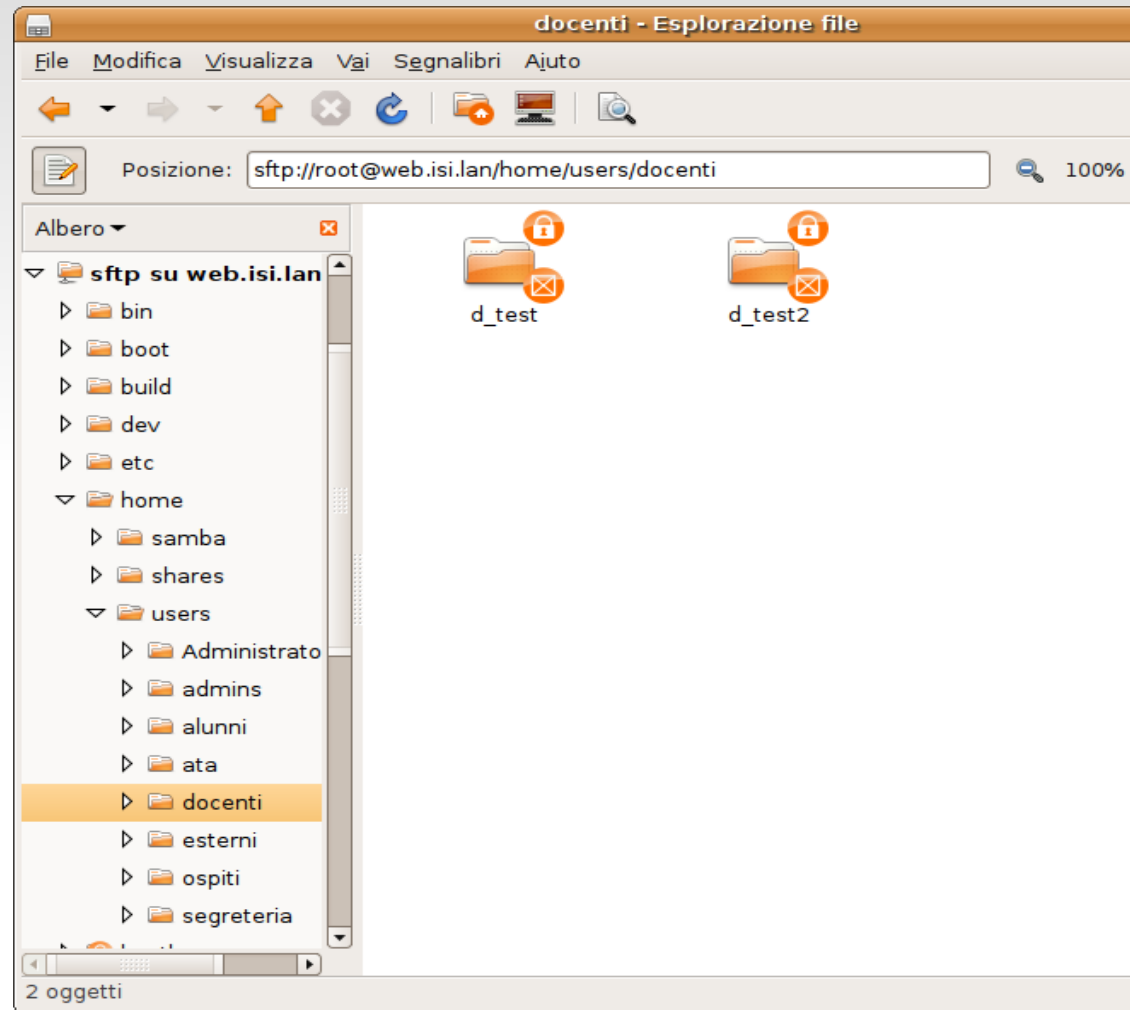 docenti - Esplorazione file
File Modifica Visualizza Vai Segnalibri Aiuto
Posizione: sftp://root@web.isi.lan/home/users/docenti 100%
Albero
sftp su web.isi.lan
bin
boot
build
dev
etc
home
samba
shares
users
Administrato
admins
alunni
ata
docenti
esterni
ospiti
segreteria
d_test d_test2
2 oggetti